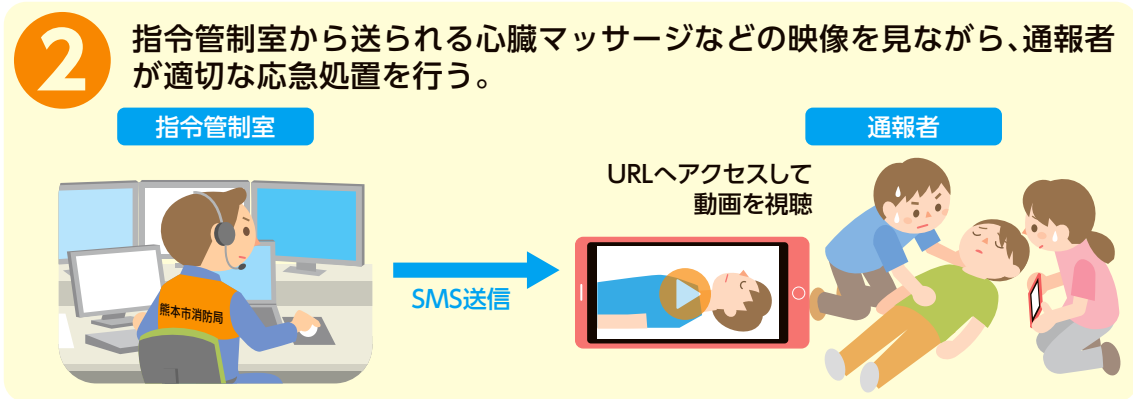 2
指令管制室から送られる心臓マッサージなどの映像を見ながら、通報者
が適切な応急処置を行う。
指令管制室
通報者
URLへアクセスして
動画を視聴
熊本市消防局
SMS送信